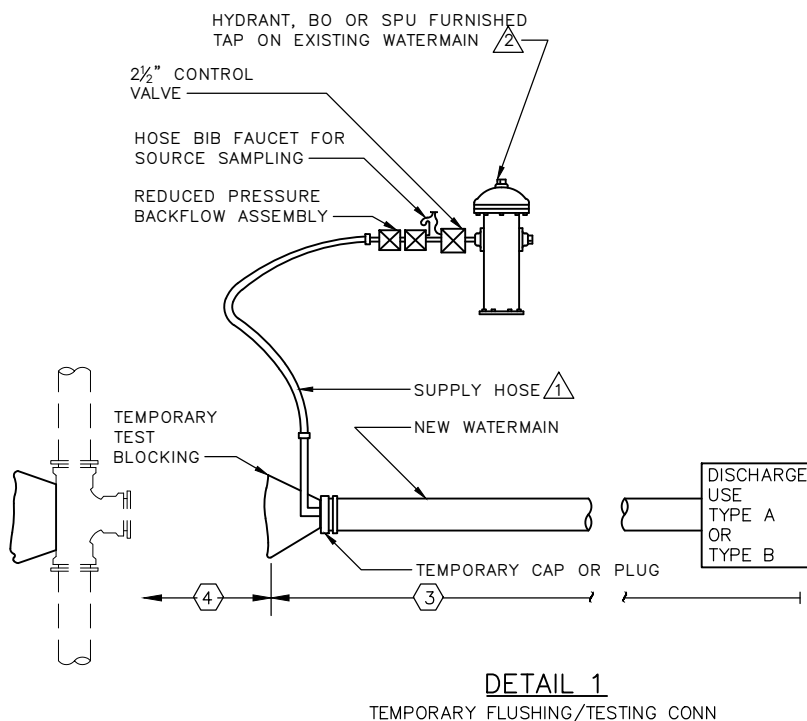 HYDRANT, BO OR SPU FURNISHED
TAP ON EXISTING WATERMAIN 2
2½" CONTROL
VALVE
HOSE BIB FAUCET FOR
SOURCE SAMPLING
REDUCED PRESSURE
BACKFLOW ASSEMBLY
SUPPLY HOSE 1
TEMPORARY
TEST
BLOCKING
NEW WATERMAIN
DISCHARGE
USE
TYPE A
OR
TYPE B
TEMPORARY CAP OR PLUG
4
3
DETAIL 1
TEMPORARY FLUSHING/TESTING CONN